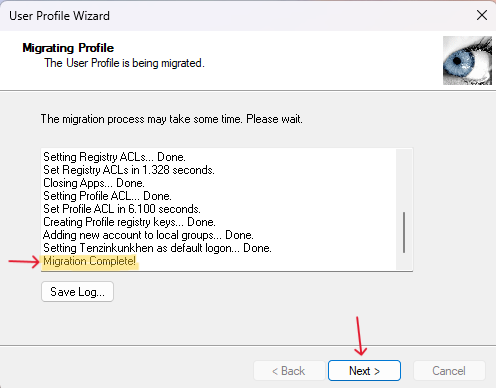 User Profile Wizard
Migrating Profile
The User Profile is being migrated.
The migration process may take some time. Please wait.
Setting Registry ACLs... Done.
Set Registry ACLs in 1.328 seconds.
Closing Apps... Done.
Setting Profile ACL... Done.
Set Profile ACL in 6.100 seconds.
Creating Profile registry keys... Done.
Adding new account to local groups... Done.
Setting Tenzinkunkhen as default logon... Done.
Migration Complete!
Save Log...
< Back
Next >
Cancel